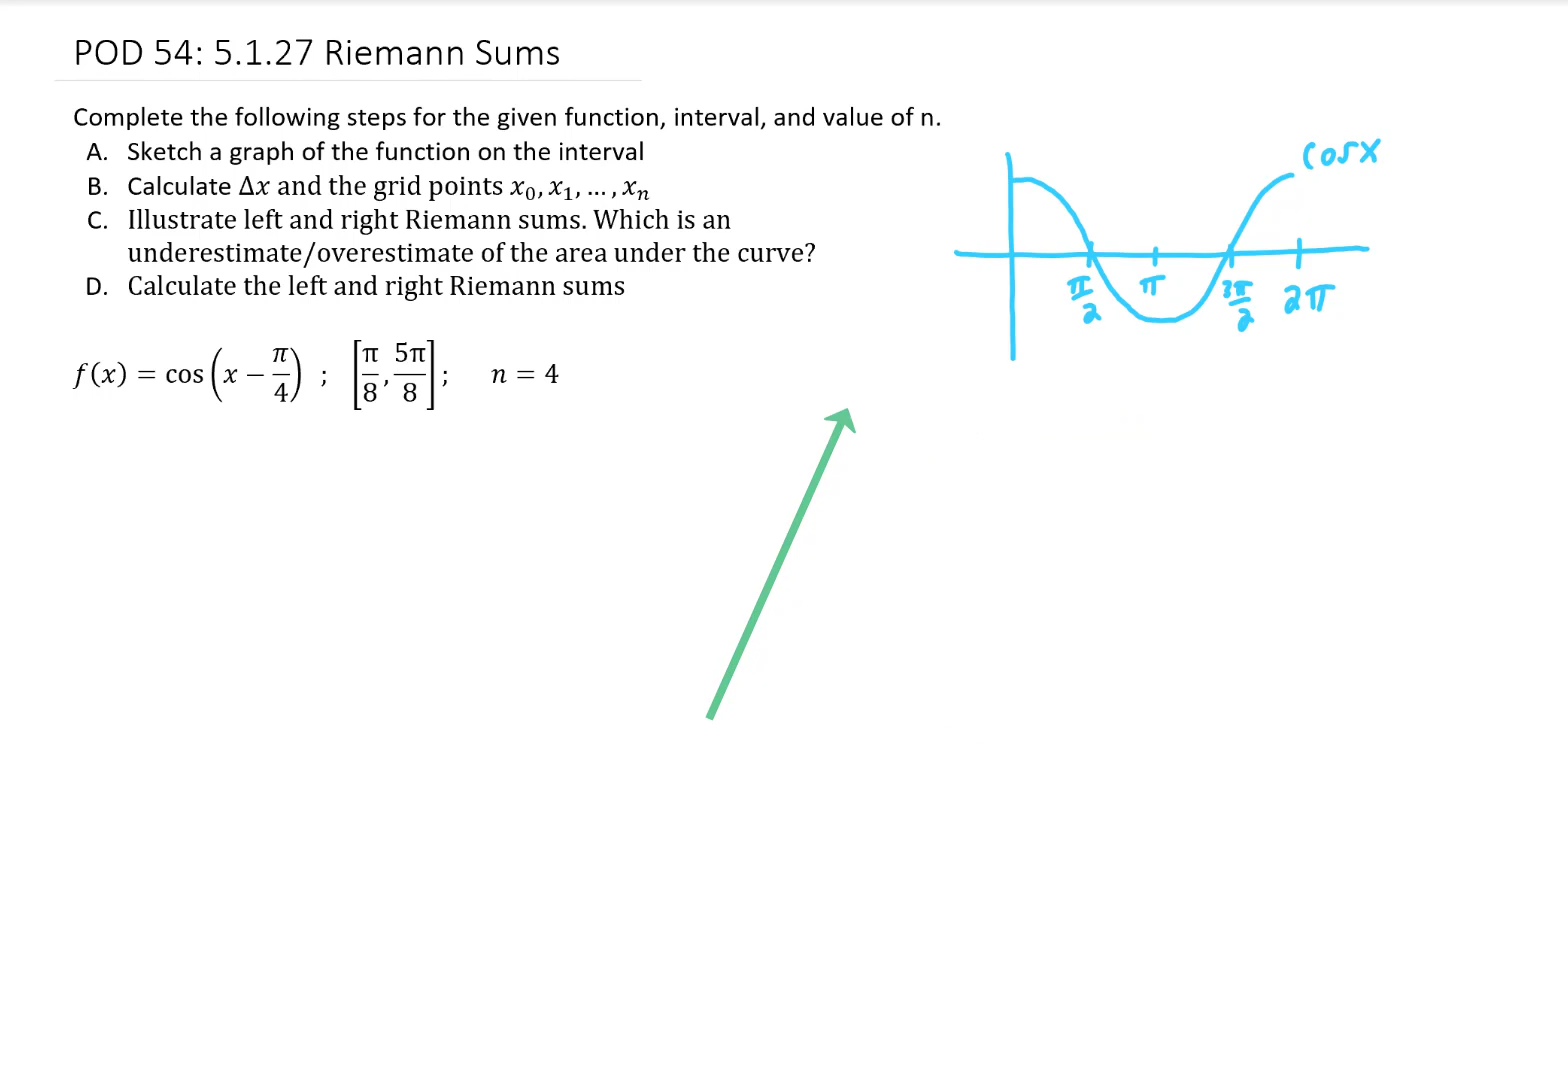 POD 54: 5.1.27 Riemann Sums
Complete the following steps for the given function, interval, and value of n.
A. Sketch a graph of the function on the interval
B. Calculate Δx and the grid points x₀, x₁, … , xₙ
C. Illustrate left and right Riemann sums. Which is an
underestimate/overestimate of the area under the curve?
D. Calculate the left and right Riemann sums
f(x) = cos(x − π/4) ; [π/8, 5π/8]; n = 4
cosx
π/2 π 3π/2 2π